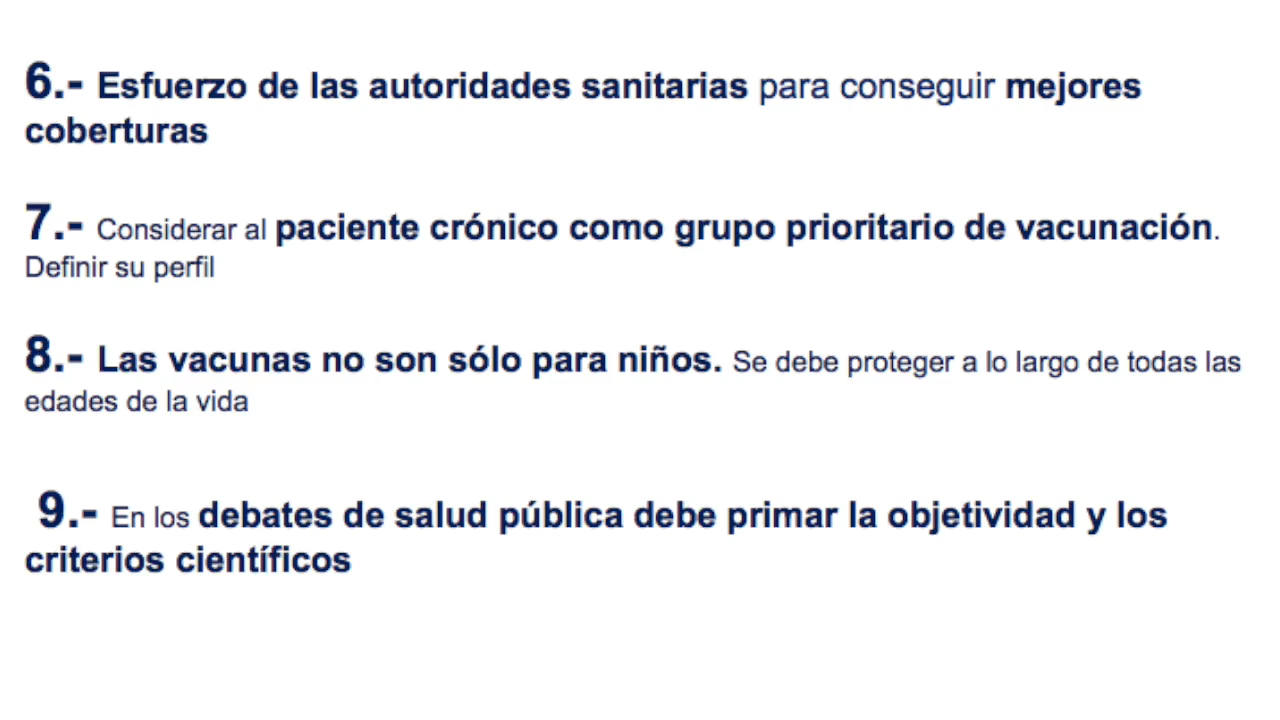 6.- Esfuerzo de las autoridades sanitarias para conseguir mejores
coberturas
7.- Considerar al paciente crónico como grupo prioritario de vacunación.
Definir su perfil
8.- Las vacunas no son sólo para niños. Se debe proteger a lo largo de todas las
edades de la vida
9.- En los debates de salud pública debe primar la objetividad y los
criterios científicos